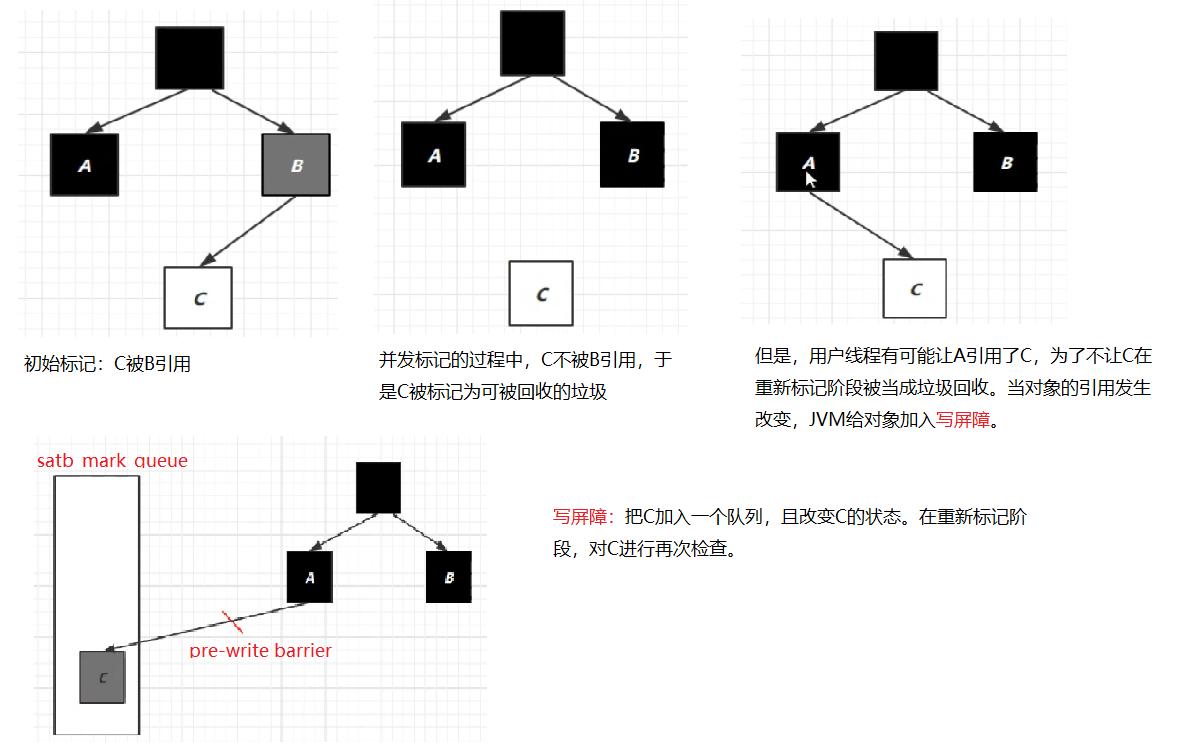 A
B
C
A
B
C
A
B
C
初始标记：C被B引用
并发标记的过程中，C不被B引用，于
是C被标记为可被回收的垃圾
但是，用户线程有可能让A引用了C，为了不让C在
重新标记阶段被当成垃圾回收。当对象的引用发生
改变，JVM给对象加入写屏障。
satb mark queue
A
B
C
pre-write barrier
写屏障：把C加入一个队列，且改变C的状态。在重新标记阶
段，对C进行再次检查。